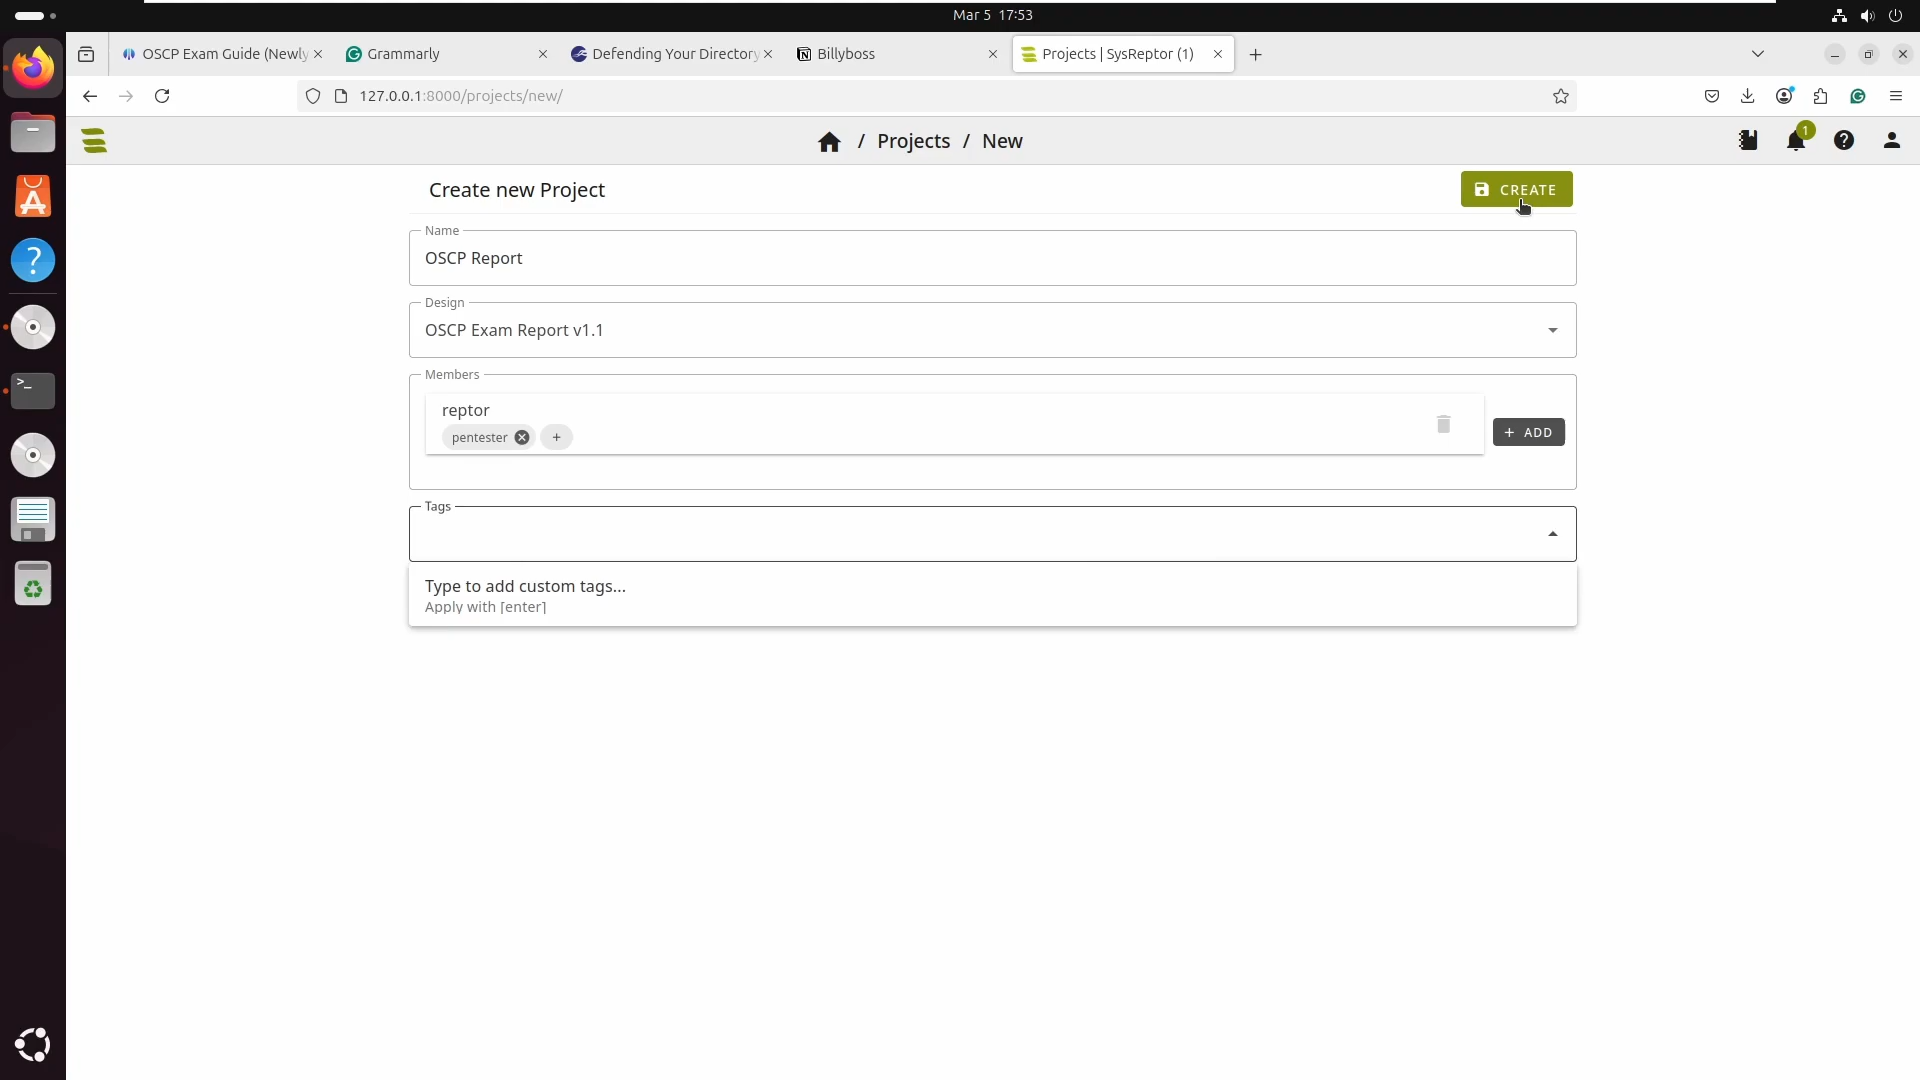 Mar 5 17:53
OSCP Exam Guide (Newly
Grammarly
Defending Your Directory
Billyboss
Projects | SysReptor (1)
127.0.0.1:8000/projects/new/
/ Projects / New
1
Create new Project
CREATE
Name
OSCP Report
Design
OSCP Exam Report v1.1
Members
reptor
pentester
+
+ ADD
Tags
Type to add custom tags...
Apply with [enter]